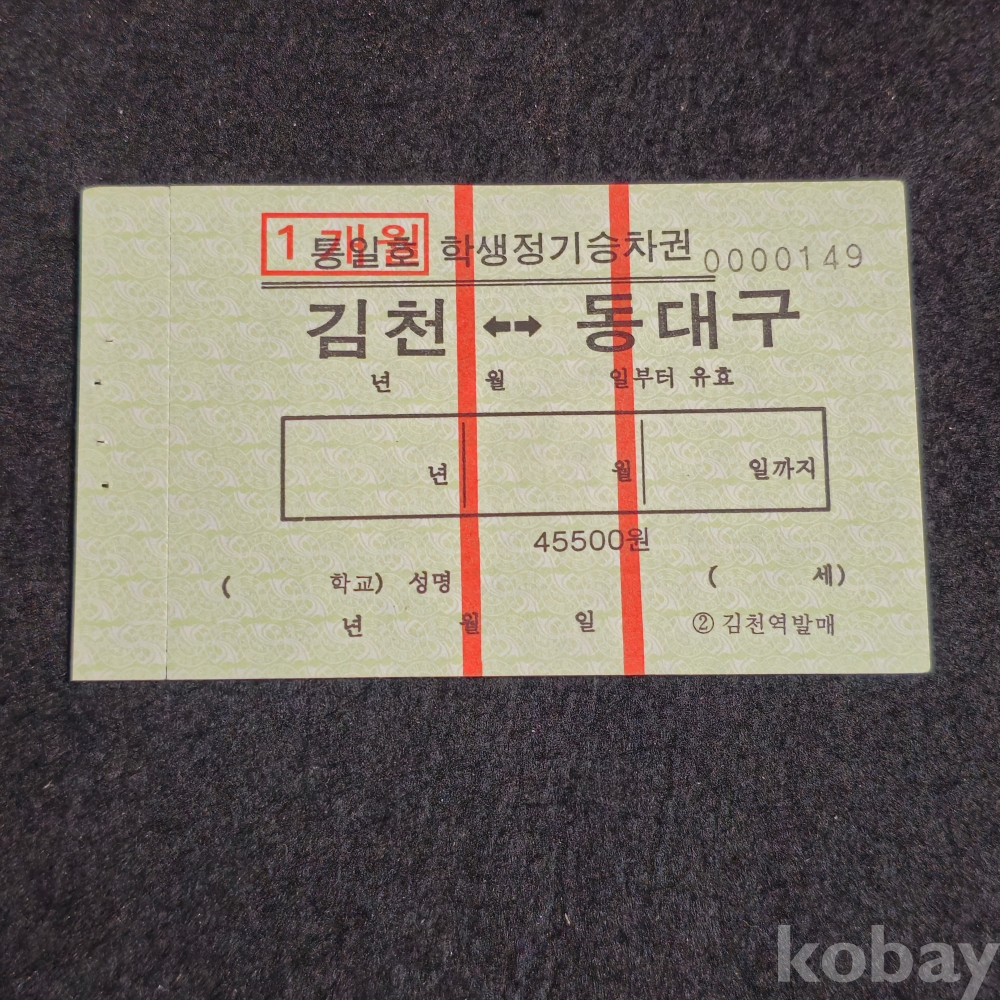 1개월
통일호 학생정기승차권 0000149
김천 ↔ 동대구
년 월 일부터 유효
년 월 일까지
45500원
( 학교) 성명 ( 세)
년 월 일 ② 김천역발매
kobay